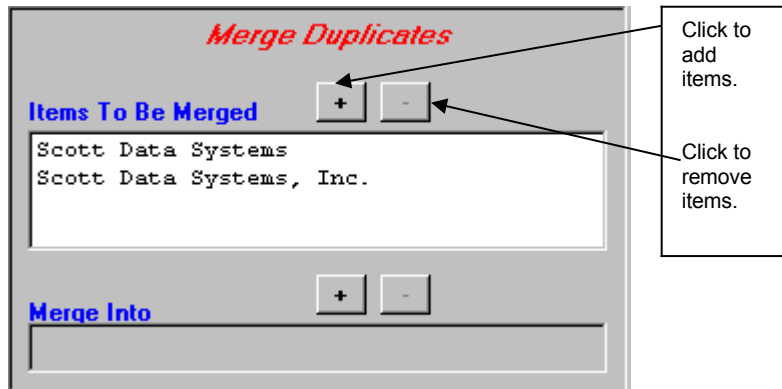 Merge Duplicates
Items To Be Merged
+
-
Scott Data Systems
Scott Data Systems, Inc.
+
-
Merge Into
Click to
add
items.
Click to
remove
items.